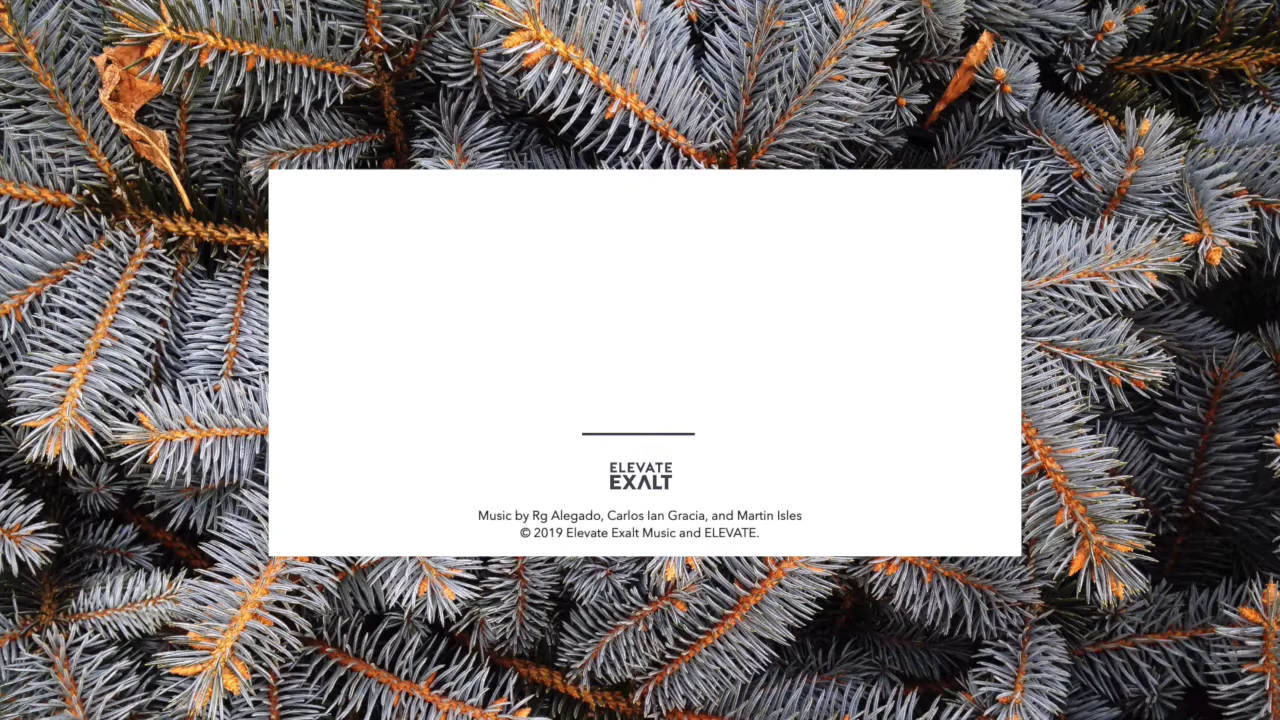 ELEVATE
EXALT
Music by Rg Alegado, Carlos Ian Gracia, and Martin Isles
© 2019 Elevate Exalt Music and ELEVATE.